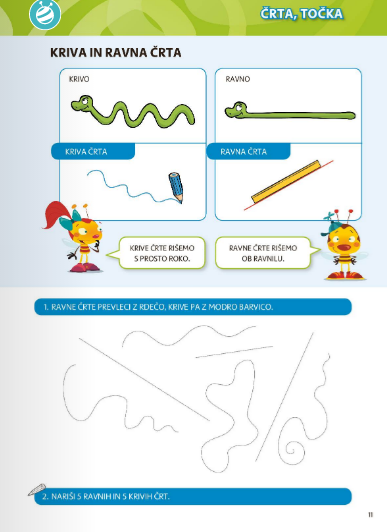 ČRTA, TOČKA
KRIVA IN RAVNA ČRTA
KRIVO
RAVNO
KRIVA ČRTA
RAVNA ČRTA
KRIVE ČRTE RIŠEMO
S PROSTO ROKO.
RAVNE ČRTE RIŠEMO
OB RAVNILU.
1. RAVNE ČRTE PREVLECI Z RDEČO, KRIVE PA Z MODRO BARVICO.
2. NARIŠI 5 RAVNIH IN 5 KRIVIH ČRT.
11